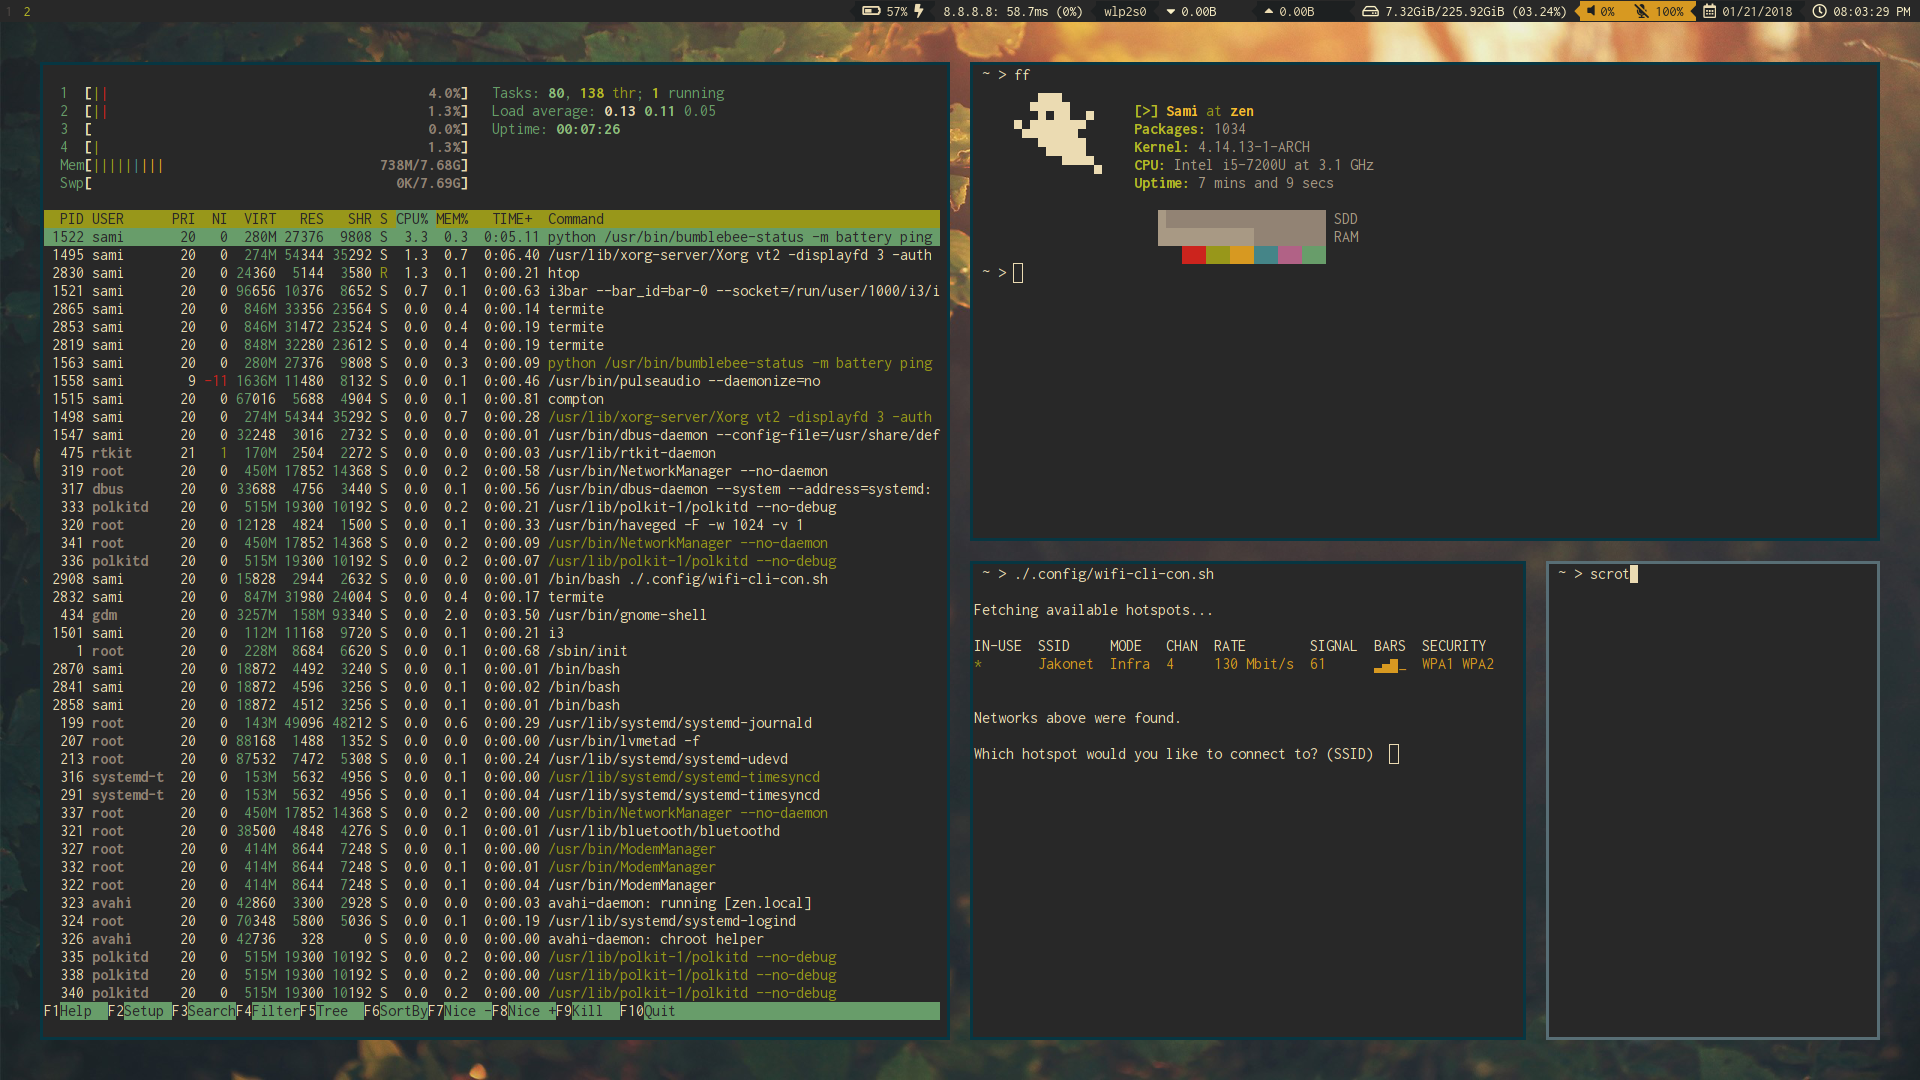 1 2 57% 8.8.8.8: 58.7ms (0%) wlp2s0 0.00B 0.00B 7.32GiB/225.92GiB (03.24%) 0% 100% 01/21/2018 08:03:29 PM
1 [|| 4.0%] Tasks: 80, 138 thr; 1 running
2 [|| 1.3%] Load average: 0.13 0.11 0.05
3 [ 0.0%] Uptime: 00:07:26
4 [| 1.3%]
Mem[||||||||| 738M/7.68G]
Swp[ 0K/7.69G]
PID USER PRI NI VIRT RES SHR S CPU% MEM% TIME+ Command
1522 sami 20 0 280M 27376 9808 S 3.3 0.3 0:05.11 python /usr/bin/bumblebee-status -m battery ping
1495 sami 20 0 274M 54344 35292 S 1.3 0.7 0:06.40 /usr/lib/xorg-server/Xorg vt2 -displayfd 3 -auth
2830 sami 20 0 24360 5144 3580 R 1.3 0.1 0:00.21 htop
1521 sami 20 0 96656 10376 8652 S 0.7 0.1 0:00.63 i3bar --bar_id=bar-0 --socket=/run/user/1000/i3/i
2865 sami 20 0 846M 33356 23564 S 0.0 0.4 0:00.14 termite
2853 sami 20 0 846M 31472 23524 S 0.0 0.4 0:00.19 termite
2819 sami 20 0 848M 32280 23612 S 0.0 0.4 0:00.19 termite
1563 sami 20 0 280M 27376 9808 S 0.0 0.3 0:00.09 python /usr/bin/bumblebee-status -m battery ping
1558 sami 9 -11 1636M 11480 8132 S 0.0 0.1 0:00.46 /usr/bin/pulseaudio --daemonize=no
1515 sami 20 0 67016 5688 4904 S 0.0 0.1 0:00.81 compton
1498 sami 20 0 274M 54344 35292 S 0.0 0.7 0:00.28 /usr/lib/xorg-server/Xorg vt2 -displayfd 3 -auth
1547 sami 20 0 32248 3016 2732 S 0.0 0.0 0:00.01 /usr/bin/dbus-daemon --config-file=/usr/share/def
475 rtkit 21 1 170M 2504 2272 S 0.0 0.0 0:00.03 /usr/lib/rtkit-daemon
319 root 20 0 450M 17852 14368 S 0.0 0.2 0:00.58 /usr/bin/NetworkManager --no-daemon
317 dbus 20 0 33688 4756 3440 S 0.0 0.1 0:00.56 /usr/bin/dbus-daemon --system --address=systemd:
333 polkitd 20 0 515M 19300 10192 S 0.0 0.2 0:00.21 /usr/lib/polkit-1/polkitd --no-debug
320 root 20 0 12128 4824 1500 S 0.0 0.1 0:00.33 /usr/bin/haveged -F -w 1024 -v 1
341 root 20 0 450M 17852 14368 S 0.0 0.2 0:00.09 /usr/bin/NetworkManager --no-daemon
336 polkitd 20 0 515M 19300 10192 S 0.0 0.2 0:00.07 /usr/lib/polkit-1/polkitd --no-debug
2908 sami 20 0 15828 2944 2632 S 0.0 0.0 0:00.01 /bin/bash ./.config/wifi-cli-con.sh
2832 sami 20 0 847M 31980 24004 S 0.0 0.4 0:00.17 termite
434 gdm 20 0 3257M 158M 93340 S 0.0 2.0 0:03.50 /usr/bin/gnome-shell
1501 sami 20 0 112M 11168 9720 S 0.0 0.1 0:00.21 i3
1 root 20 0 228M 8684 6620 S 0.0 0.1 0:00.68 /sbin/init
2870 sami 20 0 18872 4492 3240 S 0.0 0.1 0:00.01 /bin/bash
2841 sami 20 0 18872 4596 3256 S 0.0 0.1 0:00.02 /bin/bash
2858 sami 20 0 18872 4512 3256 S 0.0 0.1 0:00.01 /bin/bash
199 root 20 0 143M 49096 48212 S 0.0 0.6 0:00.29 /usr/lib/systemd/systemd-journald
207 root 20 0 88168 1488 1352 S 0.0 0.0 0:00.00 /usr/bin/lvmetad -f
213 root 20 0 87532 7472 5308 S 0.0 0.1 0:00.24 /usr/lib/systemd/systemd-udevd
316 systemd-t 20 0 153M 5632 4956 S 0.0 0.1 0:00.00 /usr/lib/systemd/systemd-timesyncd
291 systemd-t 20 0 153M 5632 4956 S 0.0 0.1 0:00.04 /usr/lib/systemd/systemd-timesyncd
337 root 20 0 450M 17852 14368 S 0.0 0.2 0:00.00 /usr/bin/NetworkManager --no-daemon
321 root 20 0 38500 4848 4276 S 0.0 0.1 0:00.01 /usr/lib/bluetooth/bluetoothd
327 root 20 0 414M 8644 7248 S 0.0 0.1 0:00.00 /usr/bin/ModemManager
332 root 20 0 414M 8644 7248 S 0.0 0.1 0:00.01 /usr/bin/ModemManager
322 root 20 0 414M 8644 7248 S 0.0 0.1 0:00.04 /usr/bin/ModemManager
323 avahi 20 0 42860 3300 2928 S 0.0 0.0 0:00.03 avahi-daemon: running [zen.local]
324 root 20 0 70348 5800 5036 S 0.0 0.1 0:00.19 /usr/lib/systemd/systemd-logind
326 avahi 20 0 42736 328 0 S 0.0 0.0 0:00.00 avahi-daemon: chroot helper
335 polkitd 20 0 515M 19300 10192 S 0.0 0.2 0:00.00 /usr/lib/polkit-1/polkitd --no-debug
338 polkitd 20 0 515M 19300 10192 S 0.0 0.2 0:00.00 /usr/lib/polkit-1/polkitd --no-debug
340 polkitd 20 0 515M 19300 10192 S 0.0 0.2 0:00.00 /usr/lib/polkit-1/polkitd --no-debug
F1Help F2Setup F3SearchF4FilterF5Tree F6SortByF7Nice -F8Nice +F9Kill F10Quit
~ > ff
[>] Sami at zen
Packages: 1034
Kernel: 4.14.13-1-ARCH
CPU: Intel i5-7200U at 3.1 GHz
Uptime: 7 mins and 9 secs
SDD
RAM
~ >
~ > ./.config/wifi-cli-con.sh
Fetching available hotspots...
IN-USE SSID MODE CHAN RATE SIGNAL BARS SECURITY
* Jakonet Infra 4 130 Mbit/s 61 ▂▄▆_ WPA1 WPA2
Networks above were found.
Which hotspot would you like to connect to? (SSID)
~ > scrot